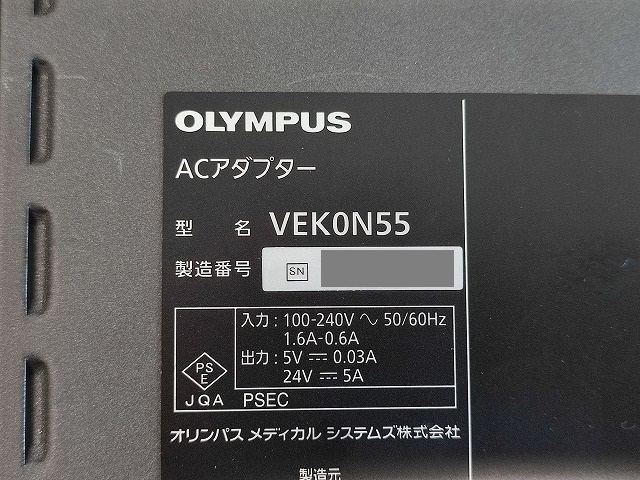 OLYMPUS
ACアダプター
型 名 VEK0N55
製造番号 SN
入力 : 100-240V ～ 50/60Hz
1.6A-0.6A
出力 : 5V ⎓ 0.03A
24V ⎓ 5A
PS
E
JQA PSEC
オリンパス メディカル システムズ株式会社
製造元